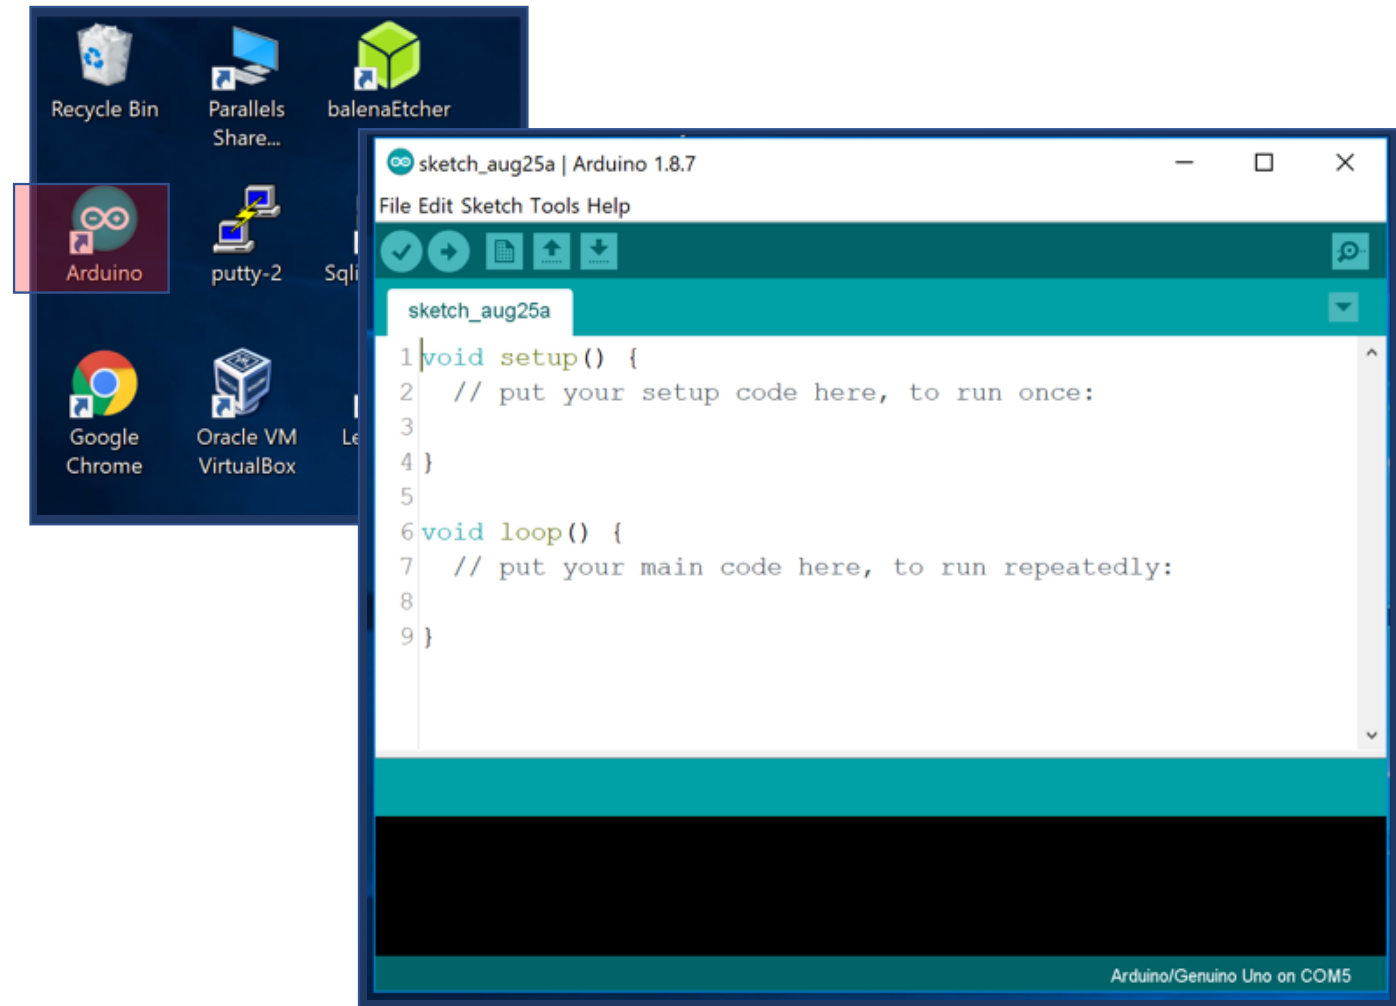 Recycle Bin
Parallels
Share...
balenaEtcher
Arduino
putty-2
Sqli
Google
Chrome
Oracle VM
VirtualBox
Le
sketch_aug25a | Arduino 1.8.7
File Edit Sketch Tools Help
sketch_aug25a
1 void setup() {
2 // put your setup code here, to run once:
3
4 }
5
6 void loop() {
7 // put your main code here, to run repeatedly:
8
9 }
Arduino/Genuino Uno on COM5